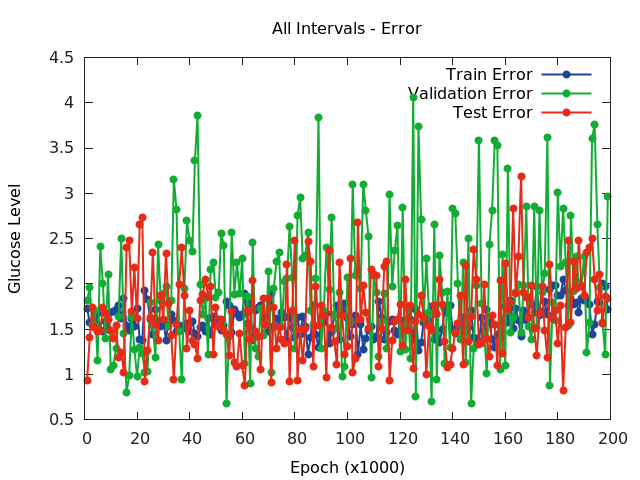 All Intervals - Error
Train Error
Validation Error
Test Error
Glucose Level
4.5
4
3.5
3
2.5
2
1.5
1
0.5
0 20 40 60 80 100 120 140 160 180 200
Epoch (x1000)